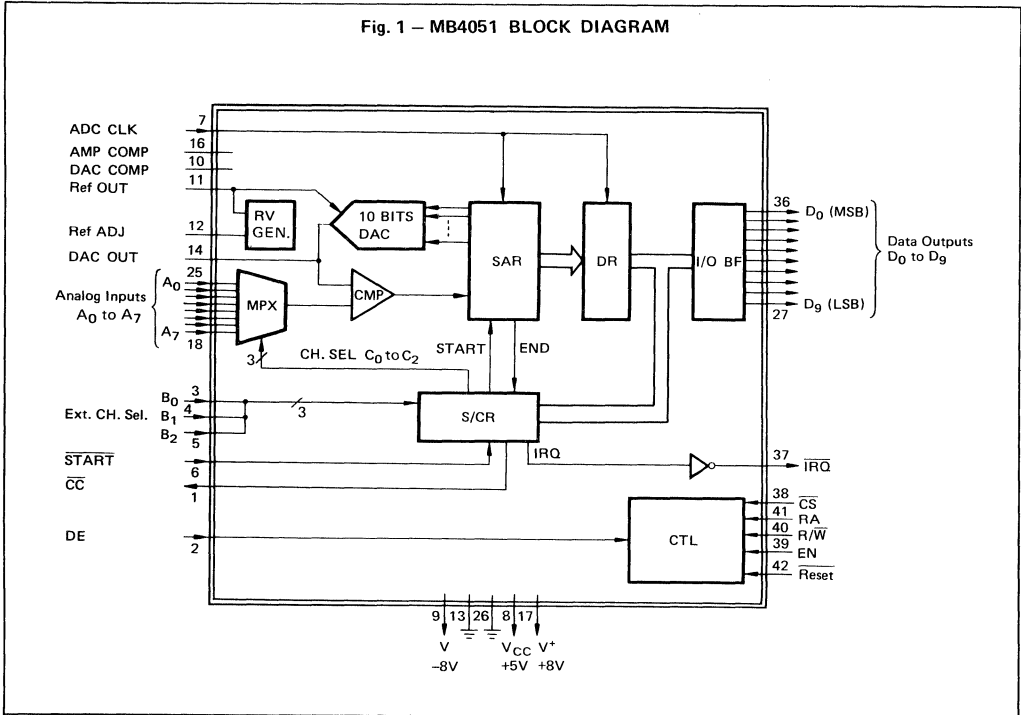 Fig. 1 – MB4051 BLOCK DIAGRAM
ADC CLK
7
AMP COMP
16
DAC COMP
10
Ref OUT
11
Ref ADJ
12
DAC OUT
14
RV
GEN.
10 BITS
DAC
SAR
DR
I/O BF
36
D0 (MSB)
Data Outputs
D0 to D9
D9 (LSB)
27
25
A0
Analog Inputs
A0 to A7
A7
18
MPX
CMP
3
CH. SEL C0 to C2
START
END
Ext. CH. Sel.
B0
3
B1
4
B2
5
3
S/CR
START
6
CC
1
IRQ
37
IRQ
DE
2
CTL
38
CS
41
RA
40
R/W
39
EN
42
Reset
9
13
26
8
17
V
-8V
VCC
+5V
V+
+8V